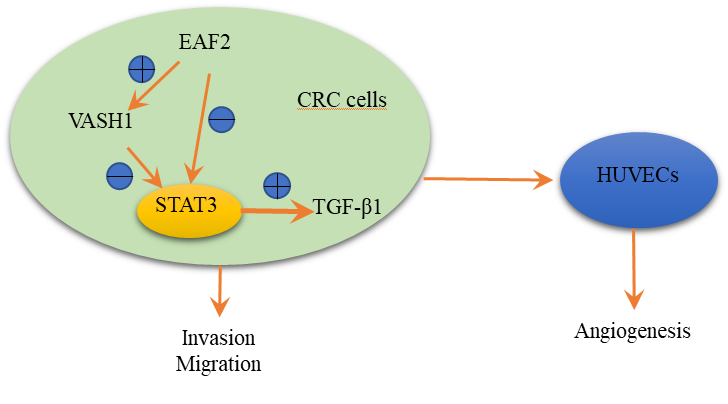 EAF2
CRC cells
VASH1
HUVECs
STAT3
TGF-β1
Invasion
Migration
Angiogenesis